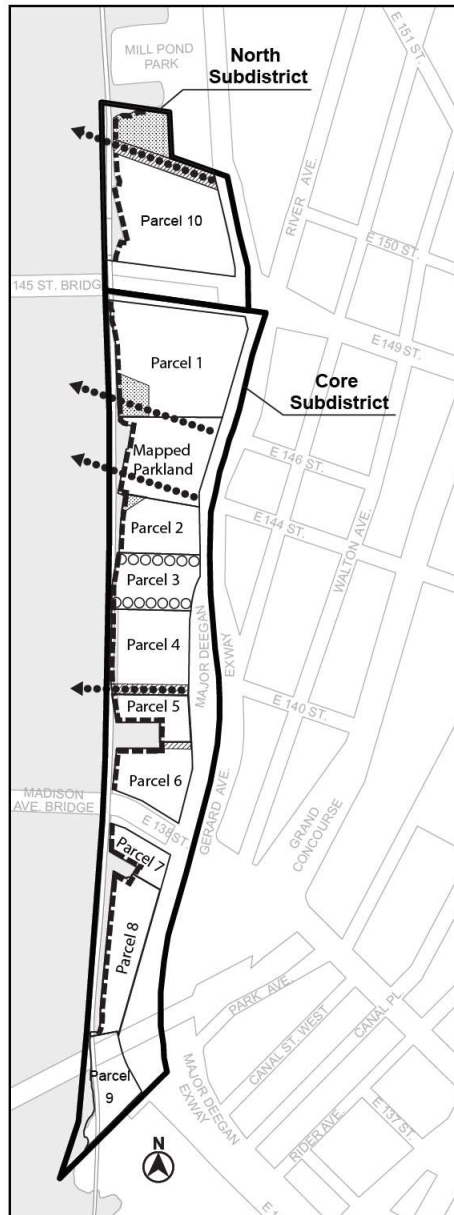 E 151 ST.
MILL POND
PARK
North
Subdistrict
RIVER AVE.
Parcel 10
E 150 ST.
145 ST. BRIDGE
E 149 ST.
Parcel 1
Core
Subdistrict
Mapped
Parkland
E 146 ST.
E 144 ST.
WALTON AVE.
Parcel 2
Parcel 3
MAJOR DEEGAN
EXWAY
Parcel 4
E 140 ST.
Parcel 5
Parcel 6
MADISON
AVE. BRIDGE
E 138 ST.
GERARD AVE.
GRAND
CONCOURSE
Parcel 7
Parcel 8
PARK AVE.
CANAL ST. WEST
CANAL PL.
MAJOR DEEGAN
EXWAY
Parcel
9
RIDER AVE.
E 137 ST.
N